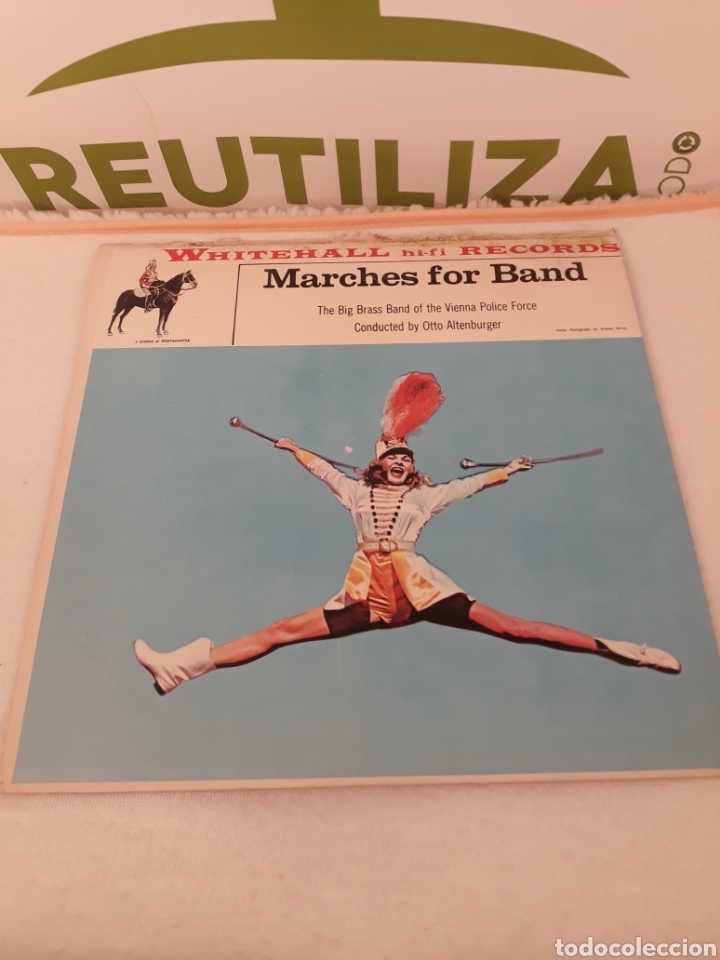 REUTILIZA
TODO
WHITEHALL hi-fi RECORDS
Marches for Band
The Big Brass Band of the Vienna Police Force
Conducted by Otto Altenburger
todocoleccion